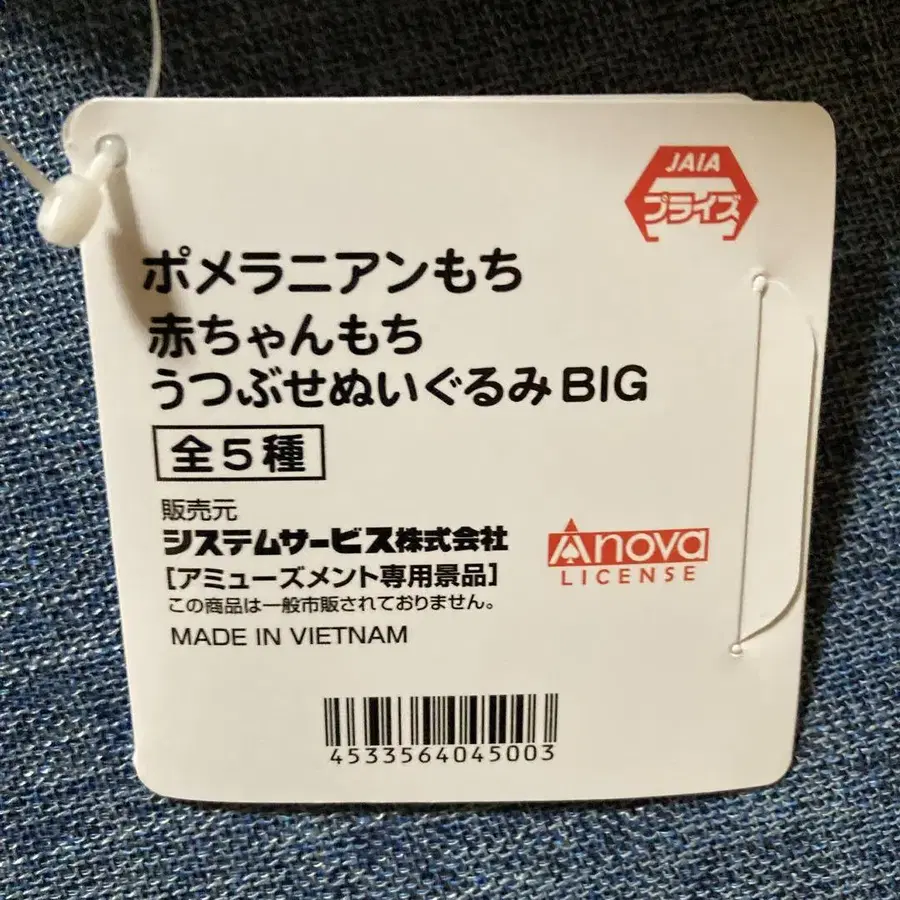 JAIA
プライズ
ポメラニアンもち
赤ちゃんもち
うつぶせぬいぐるみBIG
全5種
販売元
システムサービス株式会社
[アミューズメント専用景品]
この商品は一般市販されておりません。
MADE IN VIETNAM
Anova
LICENSE
4533564045003